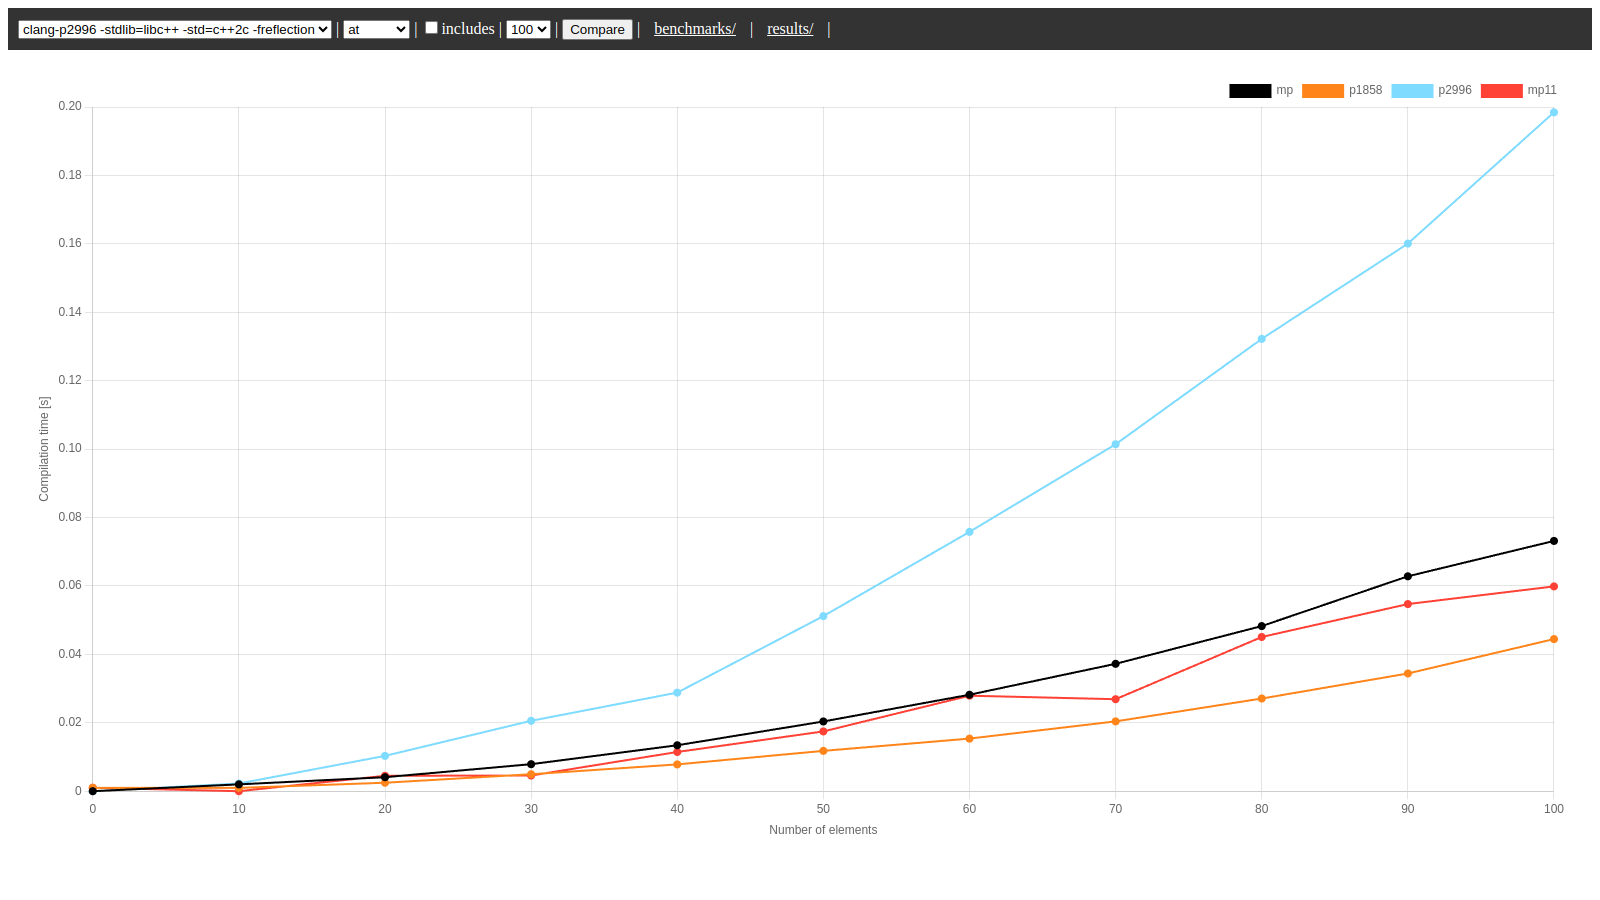 clang-p2996 -stdlib=libc++ -std=c++2c -freflection | at | includes | 100 | Compare | benchmarks/ | results/ |
mp p1858 p2996 mp11
0.20
0.18
0.16
0.14
0.12
0.10
0.08
0.06
0.04
0.02
0
Compilation time [s]
0 10 20 30 40 50 60 70 80 90 100
Number of elements